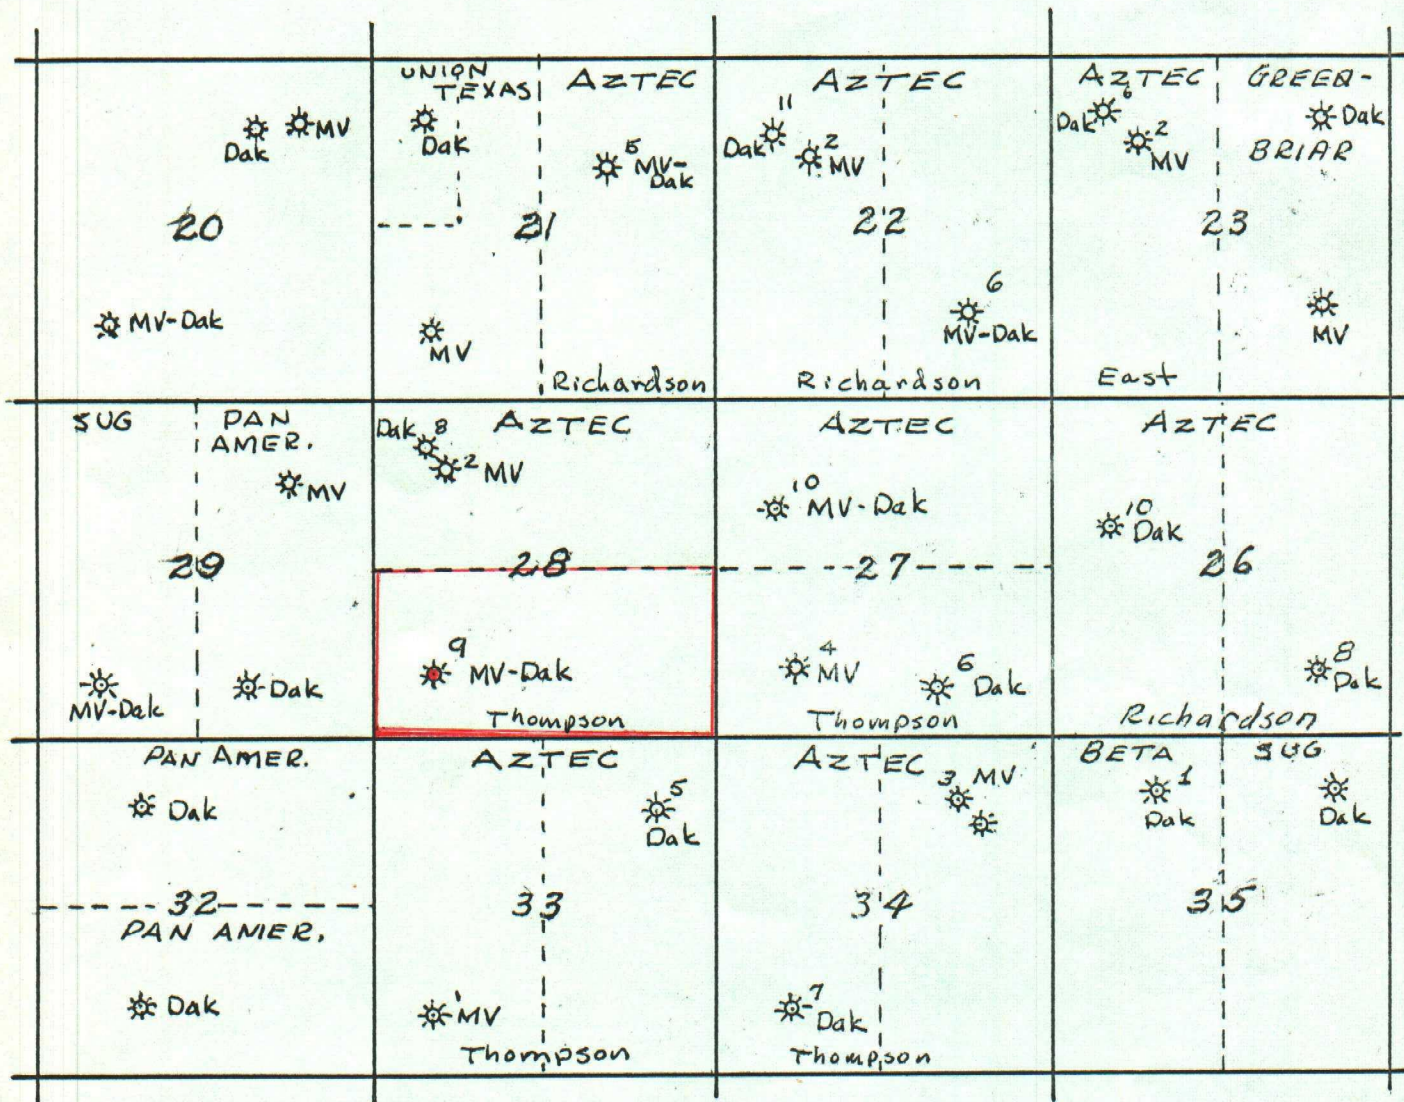 Dak
MV
20
MV-Dak
UNION
TEXAS
AZTEC
Dak
5
MV-
Dak
21
MV
Richardson
AZTEC
11
Dak
2
MV
22
6
MV-Dak
Richardson
AZTEC
6
Dak
2
MV
GREEN-
Dak
BRIAR
23
MV
East
SUG
PAN
AMER.
MV
29
MV-Dak
Dak
AZTEC
Dak 8
2 MV
28
9
MV-Dak
Thompson
AZTEC
10
MV-Dak
27
4
MV
6
Dak
Thompson
AZTEC
10
Dak
26
8
Dak
Richardson
PAN AMER.
Dak
32
PAN AMER.
Dak
AZTEC
5
Dak
33
1
MV
Thompson
AZTEC
3 MV
34
7
Dak
Thompson
BETA
SUG
1
Dak
Dak
35